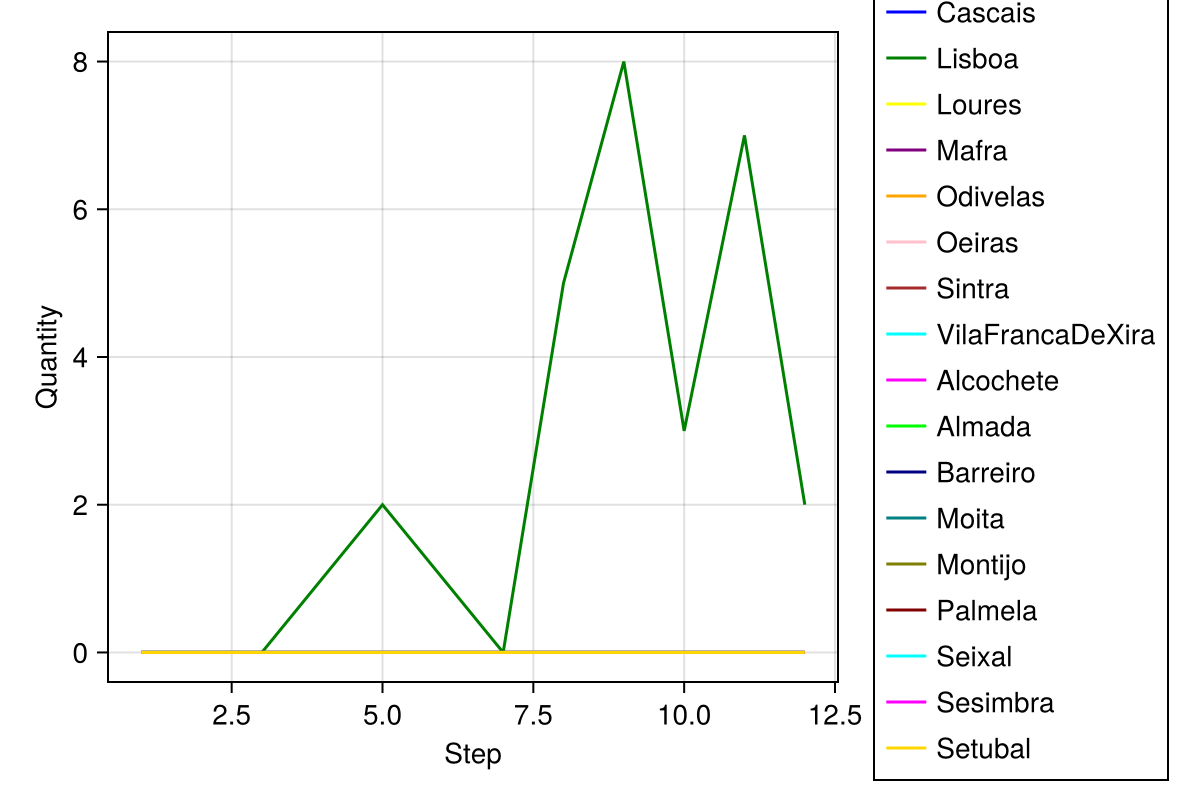 Cascais
Lisboa
Loures
Mafra
Odivelas
Oeiras
Sintra
VilaFrancaDeXira
Alcochete
Almada
Barreiro
Moita
Montijo
Palmela
Seixal
Sesimbra
Setubal
8
6
4
2
0
Quantity
2.5 5.0 7.5 10.0 12.5
Step